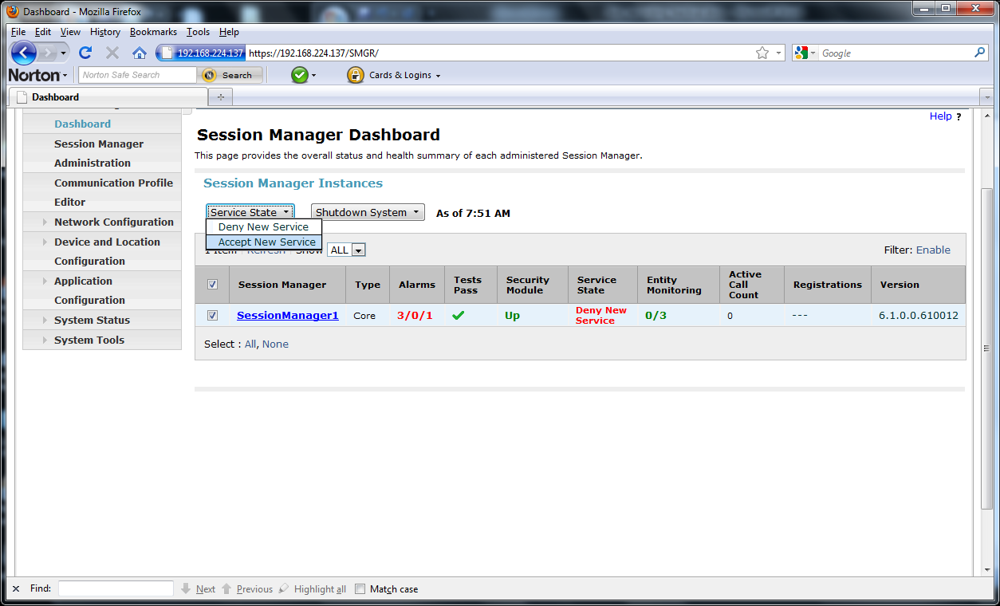 Dashboard - Mozilla Firefox
File Edit View History Bookmarks Tools Help
192.168.224.137 https://192.168.224.137/SMGR/
Google
Norton
Norton Safe Search
Search
Cards & Logins
Dashboard
Dashboard
Session Manager
Administration
Communication Profile
Editor
Network Configuration
Device and Location
Configuration
Application
Configuration
System Status
System Tools
Help ?
Session Manager Dashboard
This page provides the overall status and health summary of each administered Session Manager.
Session Manager Instances
Service State Shutdown System As of 7:51 AM
Deny New Service
Accept New Service
1 Item Refresh Show ALL Filter: Enable
Session Manager Type Alarms Tests Pass Security Module Service State Entity Monitoring Active Call Count Registrations Version
SessionManager1 Core 3/0/1 Up Deny New Service 0/3 0 --- 6.1.0.0.610012
Select : All, None
x Find: Next Previous Highlight all Match case